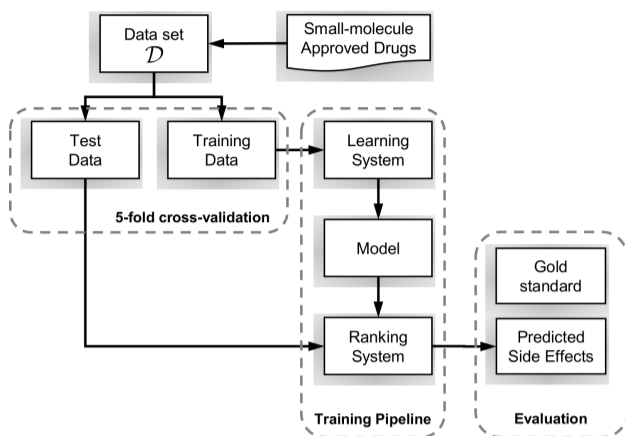 Data set
𝒟
Small-molecule
Approved Drugs
Test
Data
Training
Data
5-fold cross-validation
Learning
System
Model
Ranking
System
Training Pipeline
Gold
standard
Predicted
Side Effects
Evaluation